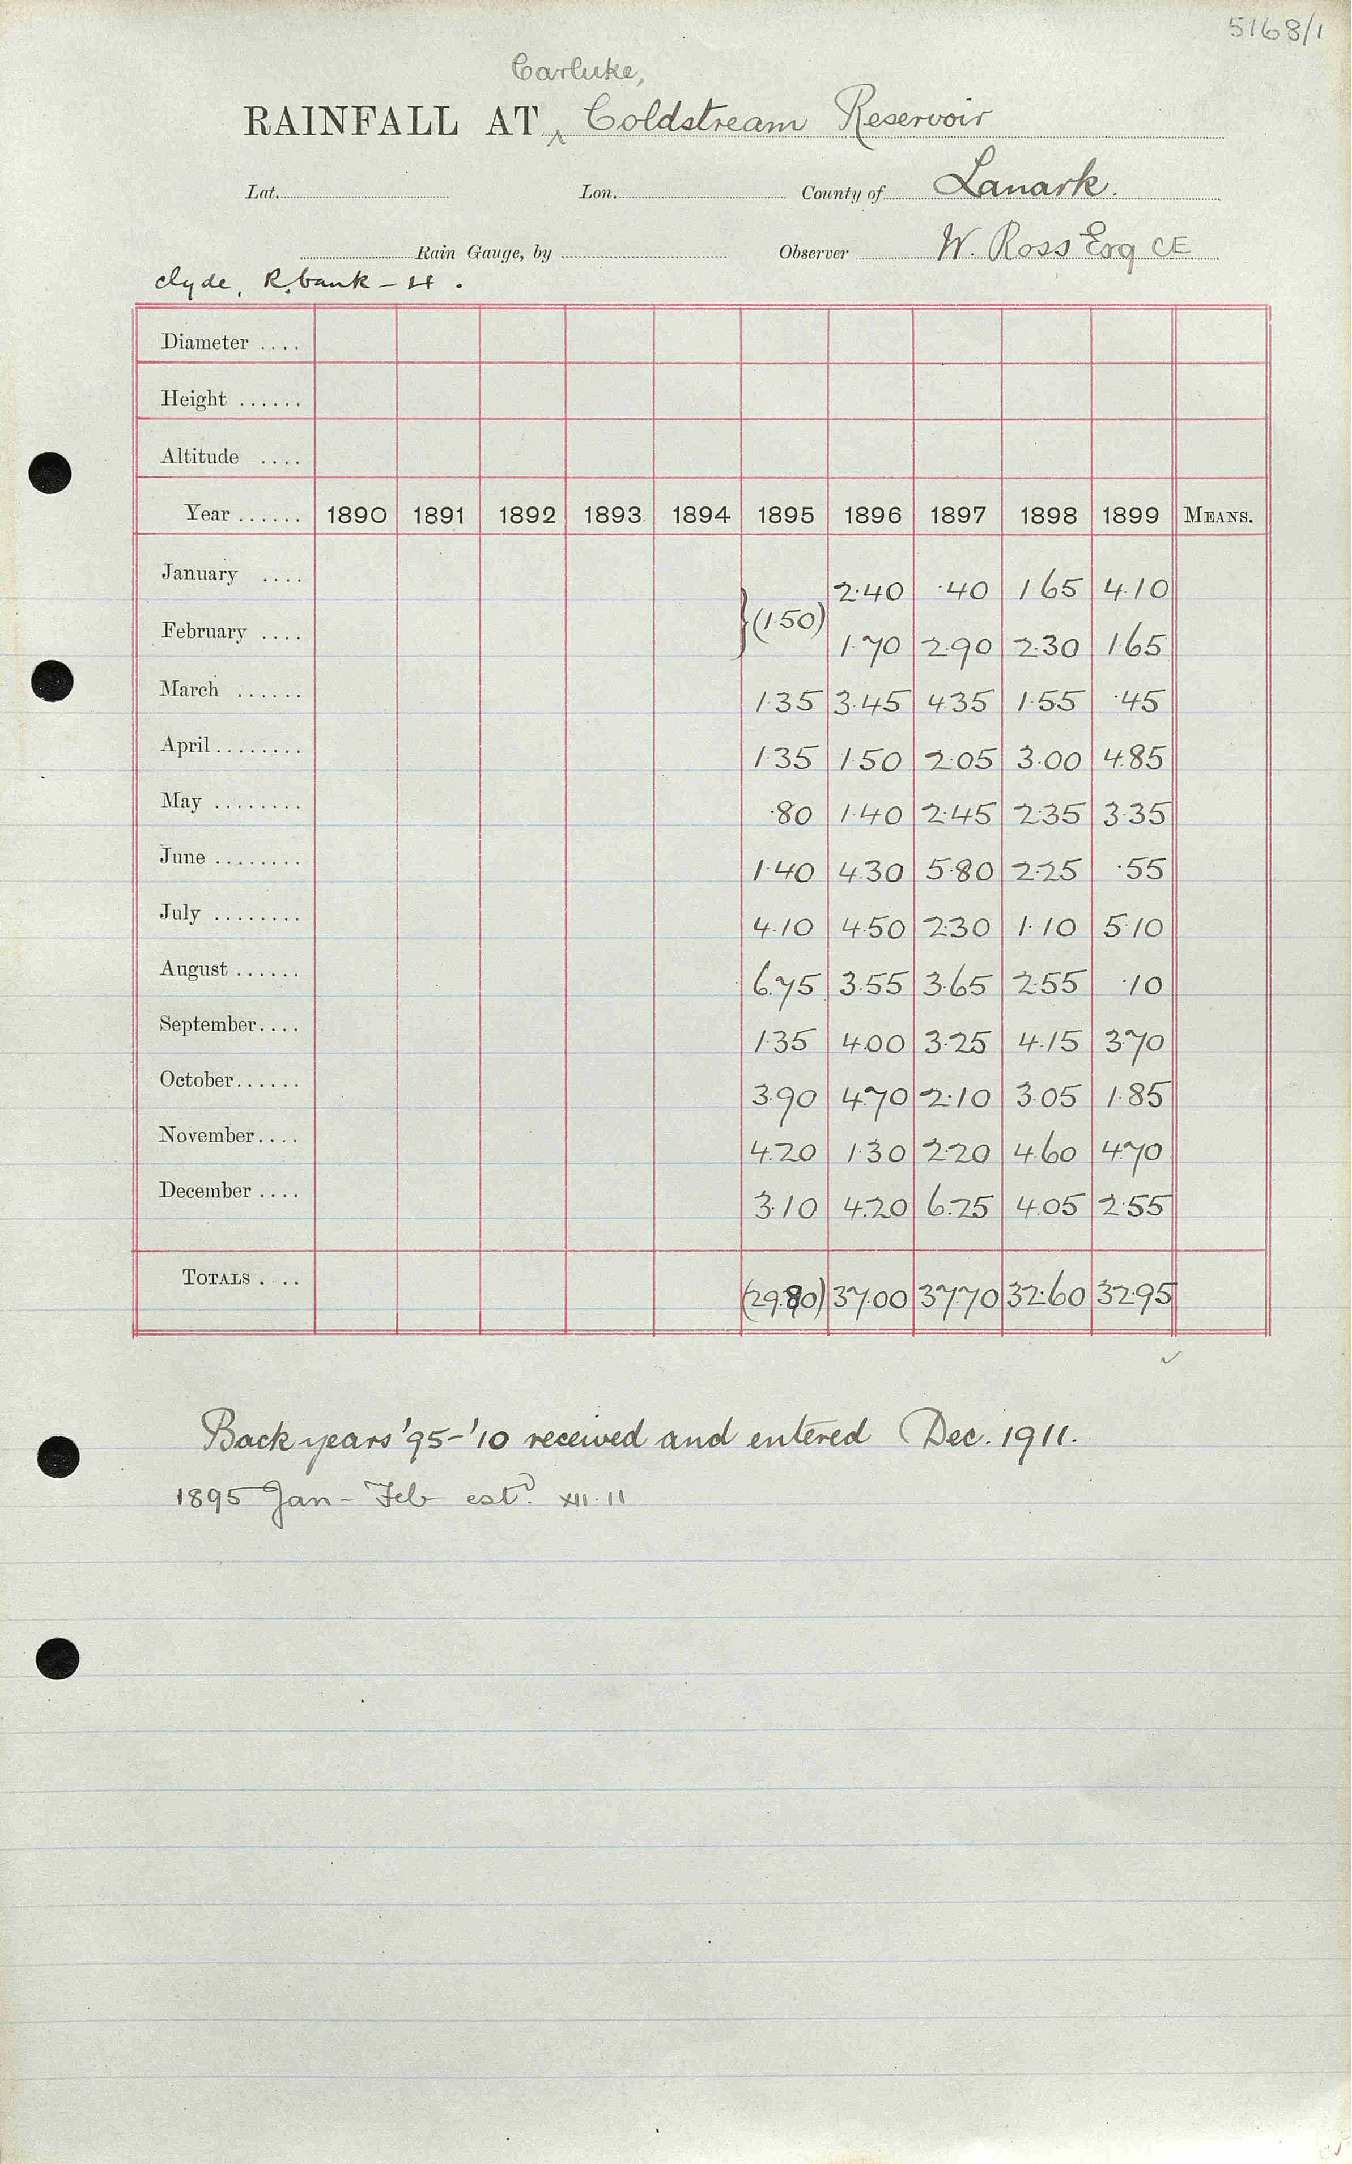 5168/1
Carluke,
RAINFALL AT ^ Coldstream Reservoir
Lat. Lon. County of Lanark.
Rain Gauge, by Observer W. Ross Esq CE
Clyde, R. bank - H.
Diameter ....
Height ......
Altitude ....
Year ...... 1890 1891 1892 1893 1894 1895 1896 1897 1898 1899 MEANS.
January .... 2.40 .40 1.65 4.10
} (1.50)
February .... 1.70 2.90 2.30 1.65
March ...... 1.35 3.45 4.35 1.55 .45
April ........ 1.35 1.50 2.05 3.00 4.85
May ........ .80 1.40 2.45 2.35 3.35
June ........ 1.40 4.30 5.80 2.25 .55
July ........ 4.10 4.50 2.30 1.10 5.10
August ...... 6.75 3.55 3.65 2.55 .10
September.... 1.35 4.00 3.25 4.15 3.70
October...... 3.90 4.70 2.10 3.05 1.85
November.... 4.20 1.30 2.20 4.60 4.70
December .... 3.10 4.20 6.25 4.05 2.55
TOTALS .... (29.80) 37.00 37.70 32.60 32.95
Back years '95-'10 received and entered Dec. 1911.
1895 Jan - Feb estd. XII.11